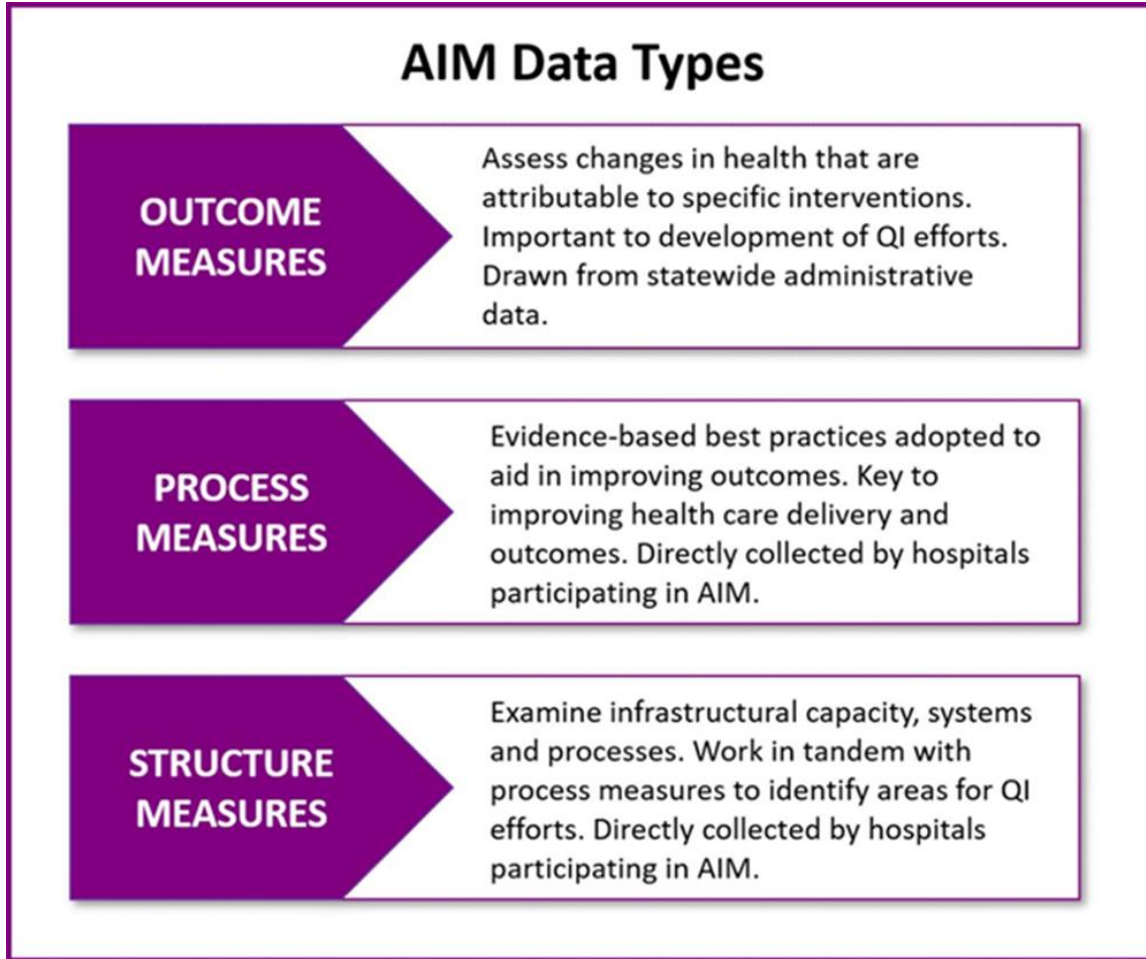 AIM Data Types
OUTCOME
MEASURES
Assess changes in health that are
attributable to specific interventions.
Important to development of QI efforts.
Drawn from statewide administrative
data.
PROCESS
MEASURES
Evidence-based best practices adopted to
aid in improving outcomes. Key to
improving health care delivery and
outcomes. Directly collected by hospitals
participating in AIM.
STRUCTURE
MEASURES
Examine infrastructural capacity, systems
and processes. Work in tandem with
process measures to identify areas for QI
efforts. Directly collected by hospitals
participating in AIM.